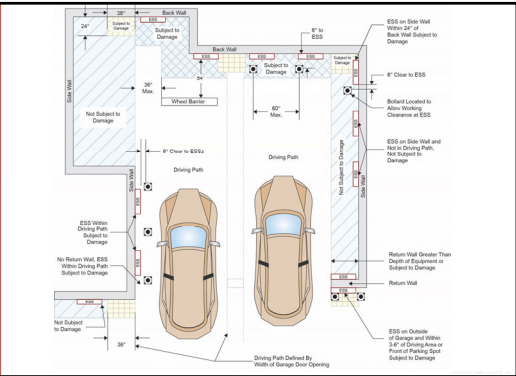 36"
Back Wall
ESS
Subject to
Damage
Subject to
Damage
24"
Back Wall
8" to
ESS
ESS on Side Wall
Within 24" of
Back Wall Subject to
Damage
ESS
ESS
Subject to
Damage
Subject to
Damage
ESS
6" Clear to ESS
Side Wall
36"
Max.
Wheel Barrier
60"
Max.
Bollard Located to
Allow Working
Clearance at ESS
Not Subject to
Damage
ESS
ESS on Side Wall and
Not in Driving Path,
Not Subject to
Damage
6" Clear to ESS
Driving Path
Driving Path
Not Subject to Damage
ESS
Side Wall
Side Wall
ESS
ESS Within
Driving Path
Subject to
Damage
No Return Wall, ESS
Within Driving Path
Subject to Damage
ESS
Return Wall Greater Than
Depth of Equipment or
Subject to Damage
ESS
Return Wall
ESS
ESS
Not Subject
to Damage
36"
Driving Path Defined By
Width of Garage Door Opening
ESS on Outside
of Garage and Within
3-6" of Driving Area or
Front of Parking Spot
Subject to Damage